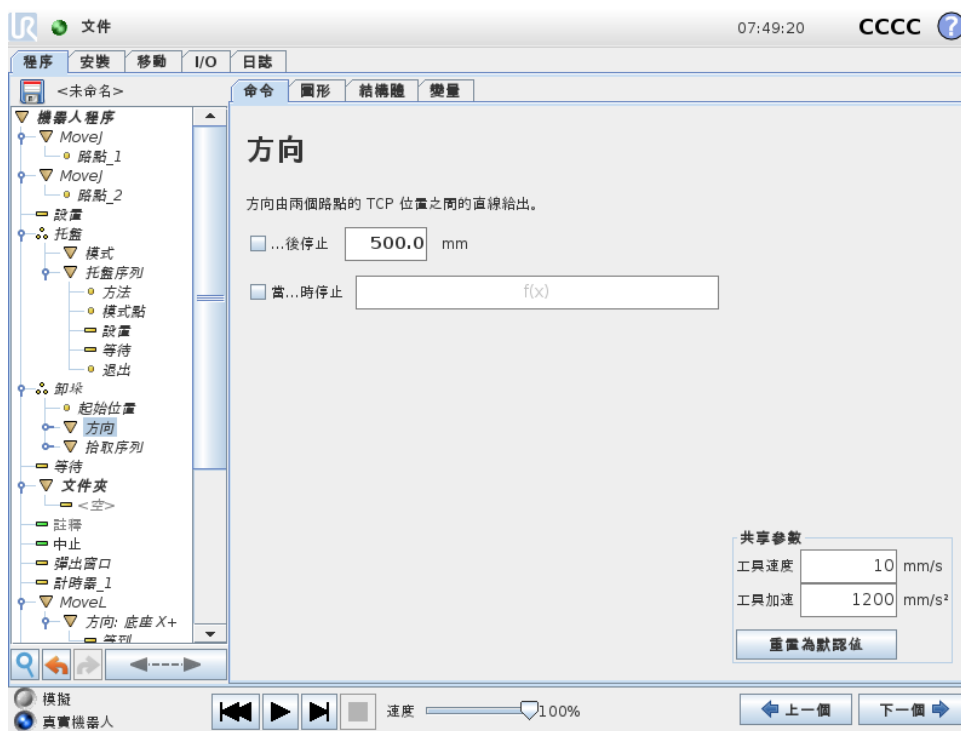 UR 文件 07:49:20 CCCC ?
程序 安裝 移動 I/O 日誌
<未命名> 命令 圖形 結構體 變量
機器人程序
MoveJ
路點_1
MoveJ
路點_2
設置
托盤
模式
托盤序列
方法
模式點
設置
等待
退出
卸垛
起始位置
方向
拾取序列
等待
文件夾
<空>
註釋
中止
彈出窗口
計時器_1
MoveL
方向: 底座 X+
等到
方向
方向由兩個路點的 TCP 位置之間的直線給出。
...後停止 500.0 mm
當...時停止 f(x)
共享參數
工具速度 10 mm/s
工具加速 1200 mm/s²
重置為默認值
模擬
真實機器人
速度 100%
上一個 下一個